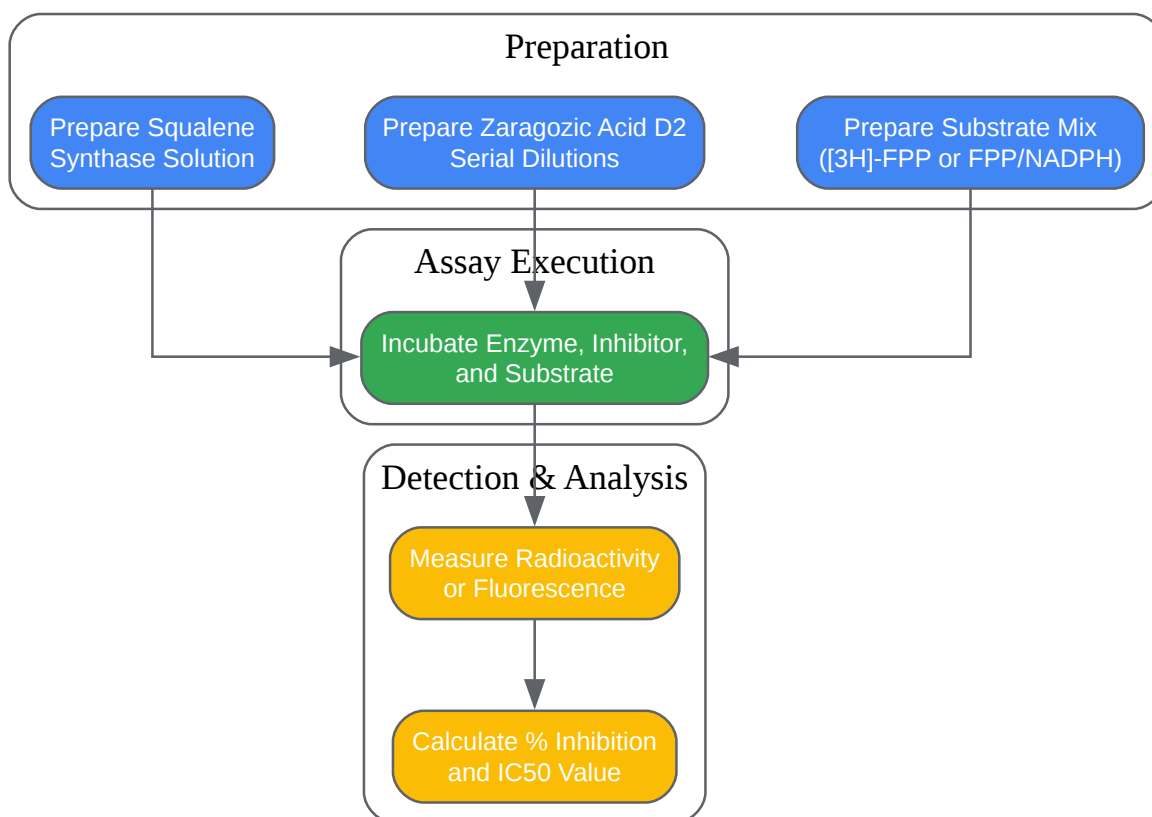 Preparation
Prepare Squalene
Synthase Solution
Prepare Zaragozic Acid D2
Serial Dilutions
Prepare Substrate Mix
([3H]-FPP or FPP/NADPH)
Assay Execution
Incubate Enzyme, Inhibitor,
and Substrate
Detection & Analysis
Measure Radioactivity
or Fluorescence
Calculate % Inhibition
and IC50 Value